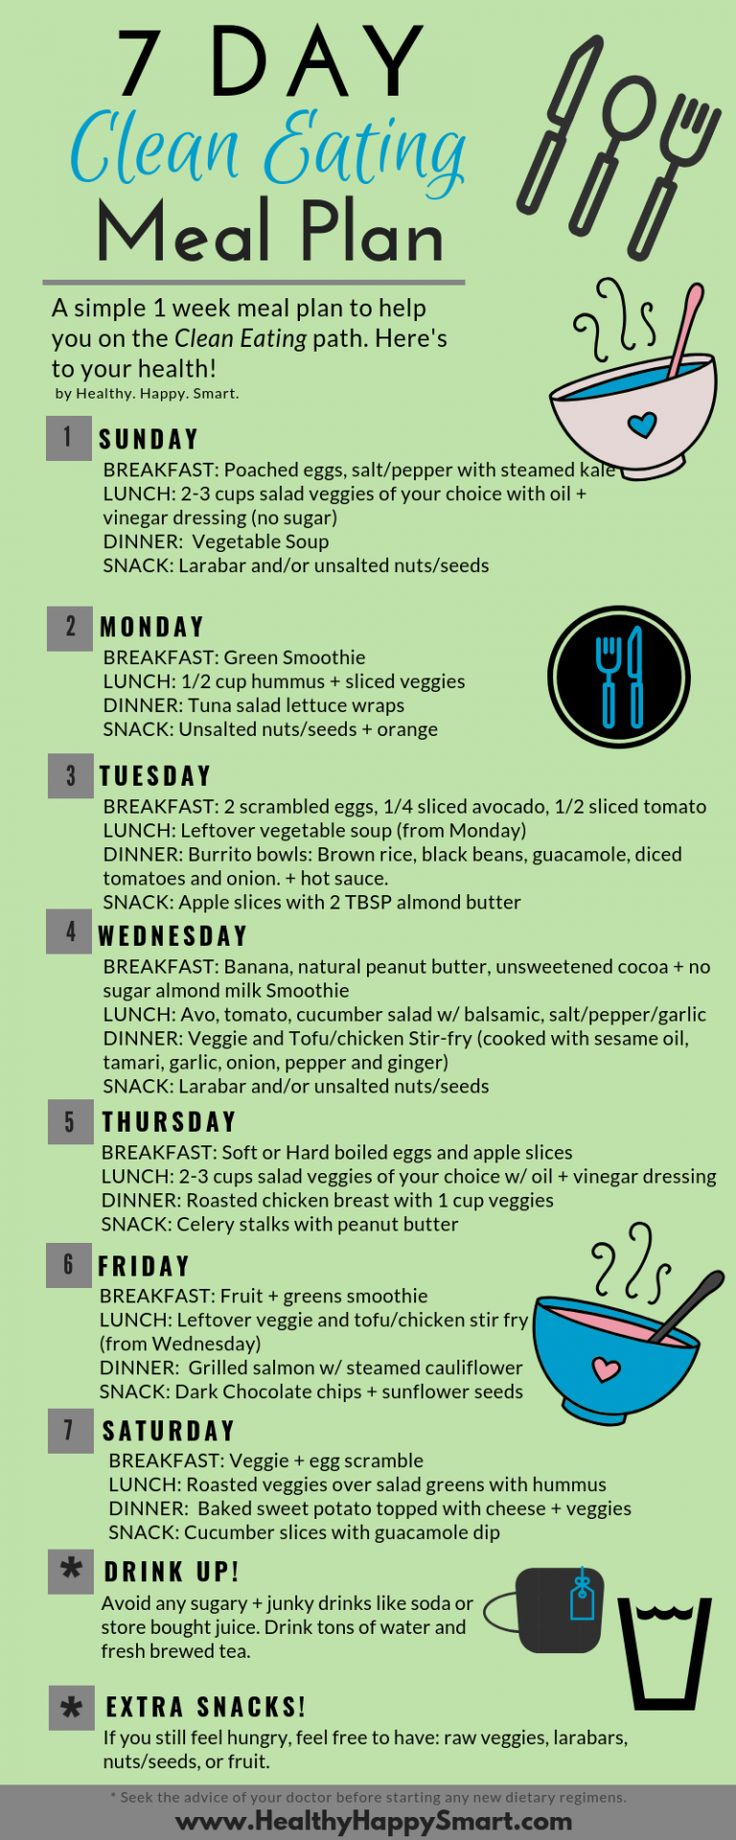 7 DAY
Clean Eating
Meal Plan
A simple 1 week meal plan to help
you on the Clean Eating path. Here's
to your health!
by Healthy. Happy. Smart.
1 SUNDAY
BREAKFAST: Poached eggs, salt/pepper with steamed kale
LUNCH: 2-3 cups salad veggies of your choice with oil +
vinegar dressing (no sugar)
DINNER: Vegetable Soup
SNACK: Larabar and/or unsalted nuts/seeds
2 MONDAY
BREAKFAST: Green Smoothie
LUNCH: 1/2 cup hummus + sliced veggies
DINNER: Tuna salad lettuce wraps
SNACK: Unsalted nuts/seeds + orange
3 TUESDAY
BREAKFAST: 2 scrambled eggs, 1/4 sliced avocado, 1/2 sliced tomato
LUNCH: Leftover vegetable soup (from Monday)
DINNER: Burrito bowls: Brown rice, black beans, guacamole, diced
tomatoes and onion. + hot sauce.
SNACK: Apple slices with 2 TBSP almond butter
4 WEDNESDAY
BREAKFAST: Banana, natural peanut butter, unsweetened cocoa + no
sugar almond milk Smoothie
LUNCH: Avo, tomato, cucumber salad w/ balsamic, salt/pepper/garlic
DINNER: Veggie and Tofu/chicken Stir-fry (cooked with sesame oil,
tamari, garlic, onion, pepper and ginger)
SNACK: Larabar and/or unsalted nuts/seeds
5 THURSDAY
BREAKFAST: Soft or Hard boiled eggs and apple slices
LUNCH: 2-3 cups salad veggies of your choice w/ oil + vinegar dressing
DINNER: Roasted chicken breast with 1 cup veggies
SNACK: Celery stalks with peanut butter
6 FRIDAY
BREAKFAST: Fruit + greens smoothie
LUNCH: Leftover veggie and tofu/chicken stir fry
(from Wednesday)
DINNER: Grilled salmon w/ steamed cauliflower
SNACK: Dark Chocolate chips + sunflower seeds
7 SATURDAY
BREAKFAST: Veggie + egg scramble
LUNCH: Roasted veggies over salad greens with hummus
DINNER: Baked sweet potato topped with cheese + veggies
SNACK: Cucumber slices with guacamole dip
* DRINK UP!
Avoid any sugary + junky drinks like soda or
store bought juice. Drink tons of water and
fresh brewed tea.
* EXTRA SNACKS!
If you still feel hungry, feel free to have: raw veggies, larabars,
nuts/seeds, or fruit.
* Seek the advice of your doctor before starting any new dietary regimens.
www.HealthyHappySmart.com